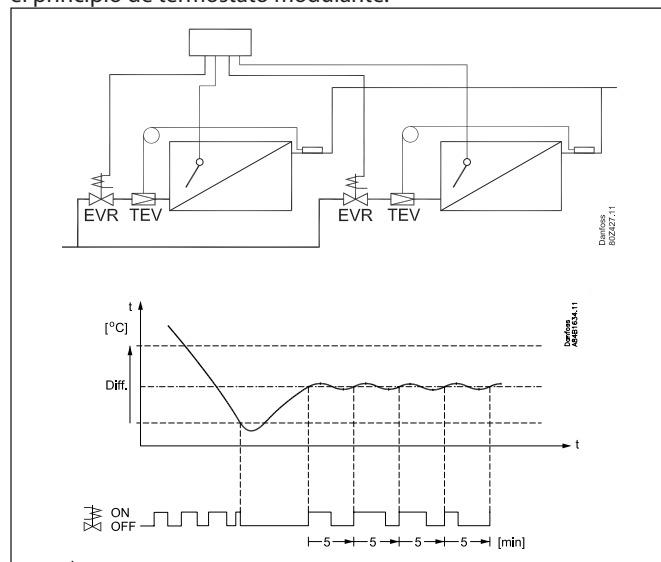 el principio de termostato modulante.
EVR TEV EVR TEV
Danfoss
80Z427.11
t
[°C]
Danfoss
A84B1634.11
Diff.
t
ON
OFF
5 5 5 5 [min]